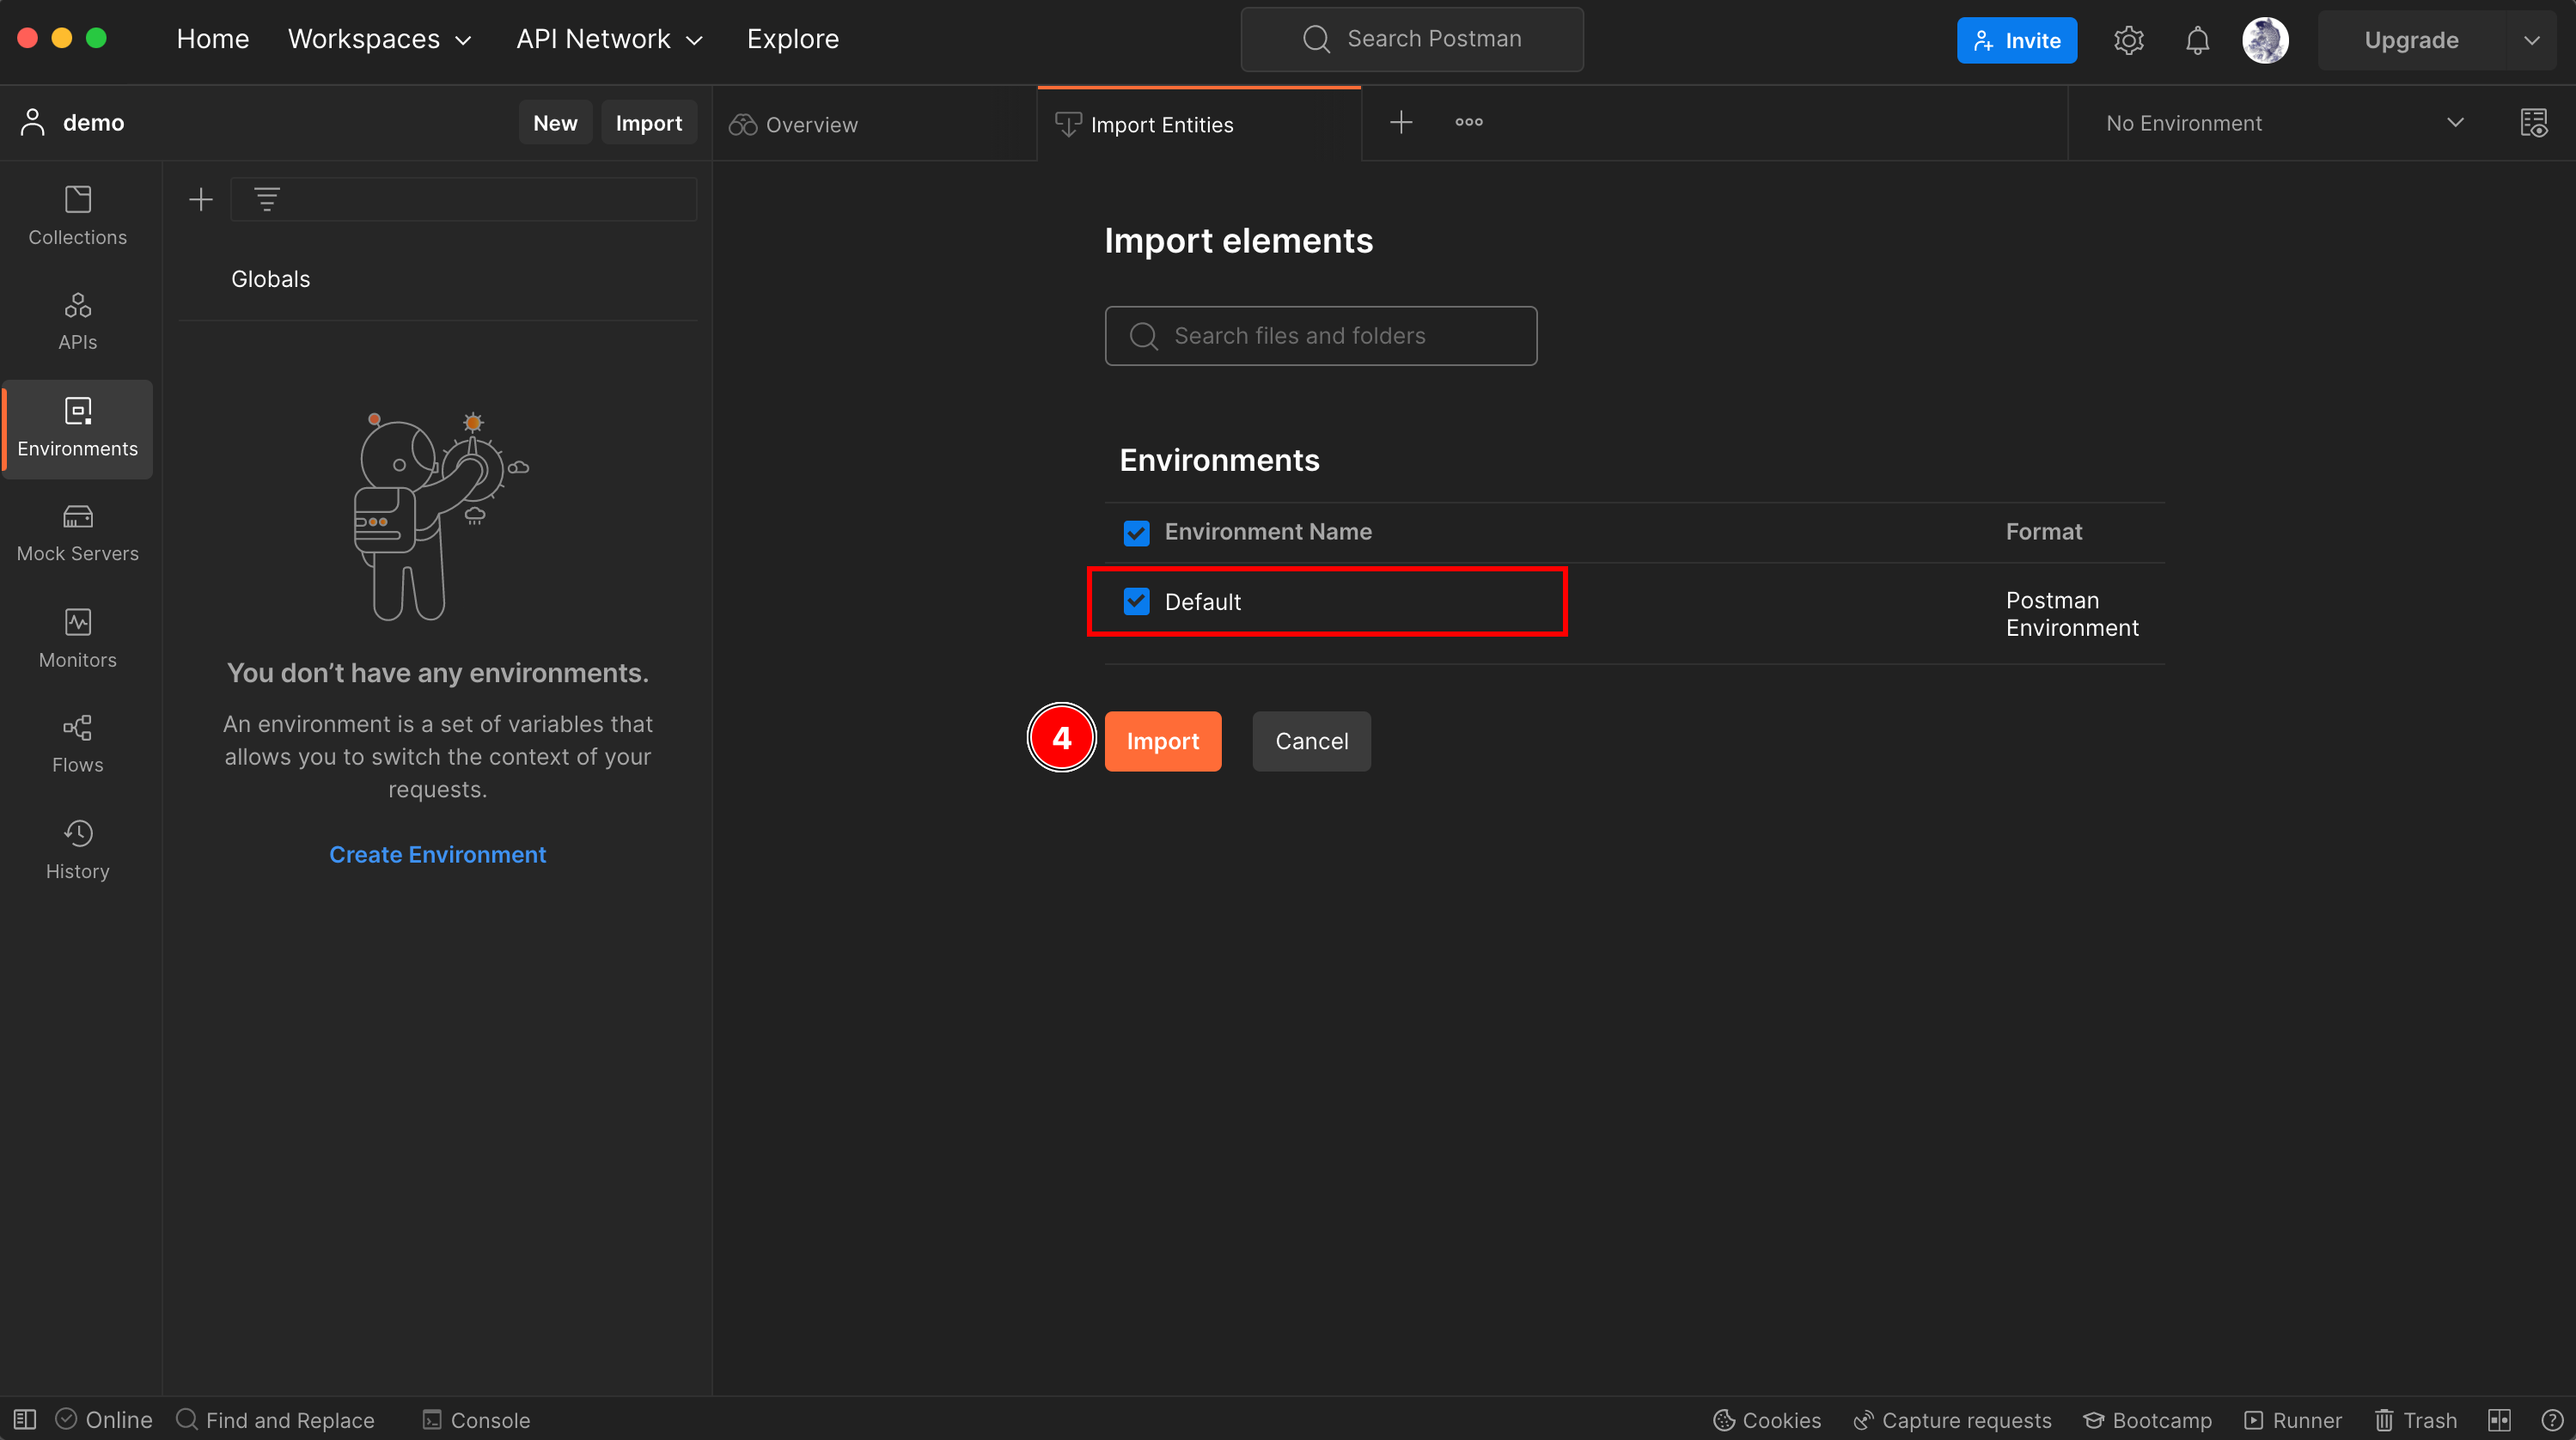 Home
Workspaces
API Network
Explore
Search Postman
Invite
Upgrade
demo
New
Import
Overview
Import Entities
No Environment
Collections
APIs
Environments
Mock Servers
Monitors
Flows
History
Globals
You don’t have any environments.
An environment is a set of variables that
allows you to switch the context of your
requests.
Create Environment
Import elements
Search files and folders
Environments
Environment Name
Format
Default
Postman
Environment
4
Import
Cancel
Online
Find and Replace
Console
Cookies
Capture requests
Bootcamp
Runner
Trash